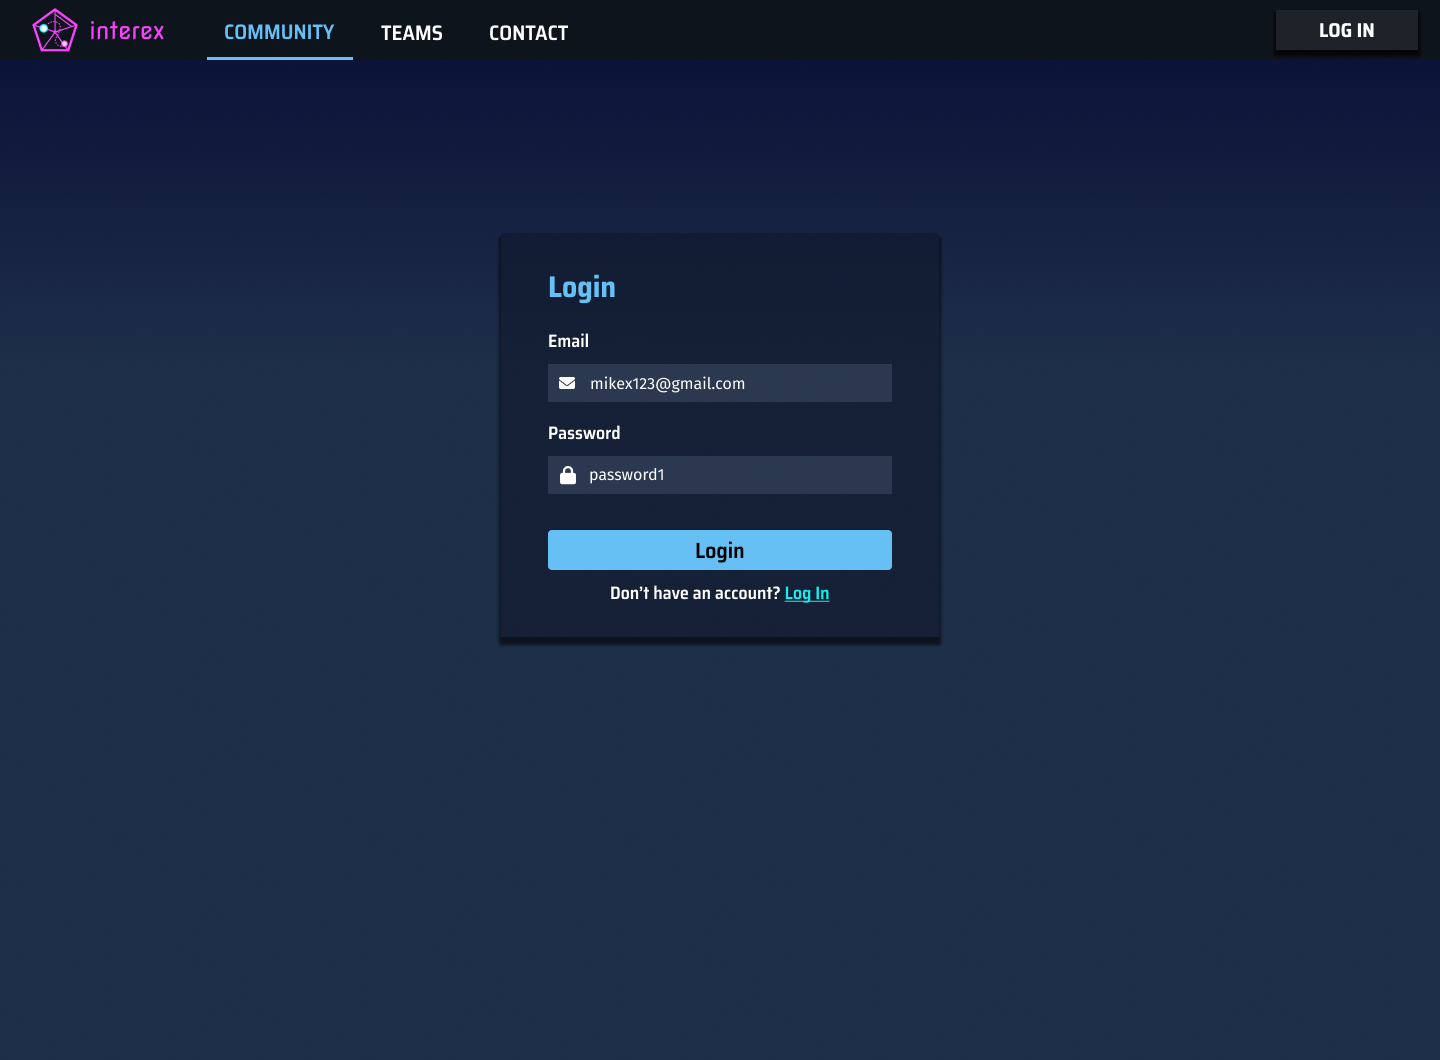 interex
COMMUNITY
TEAMS
CONTACT
LOG IN
Login
Email
mikex123@gmail.com
Password
password1
Login
Don’t have an account? Log In